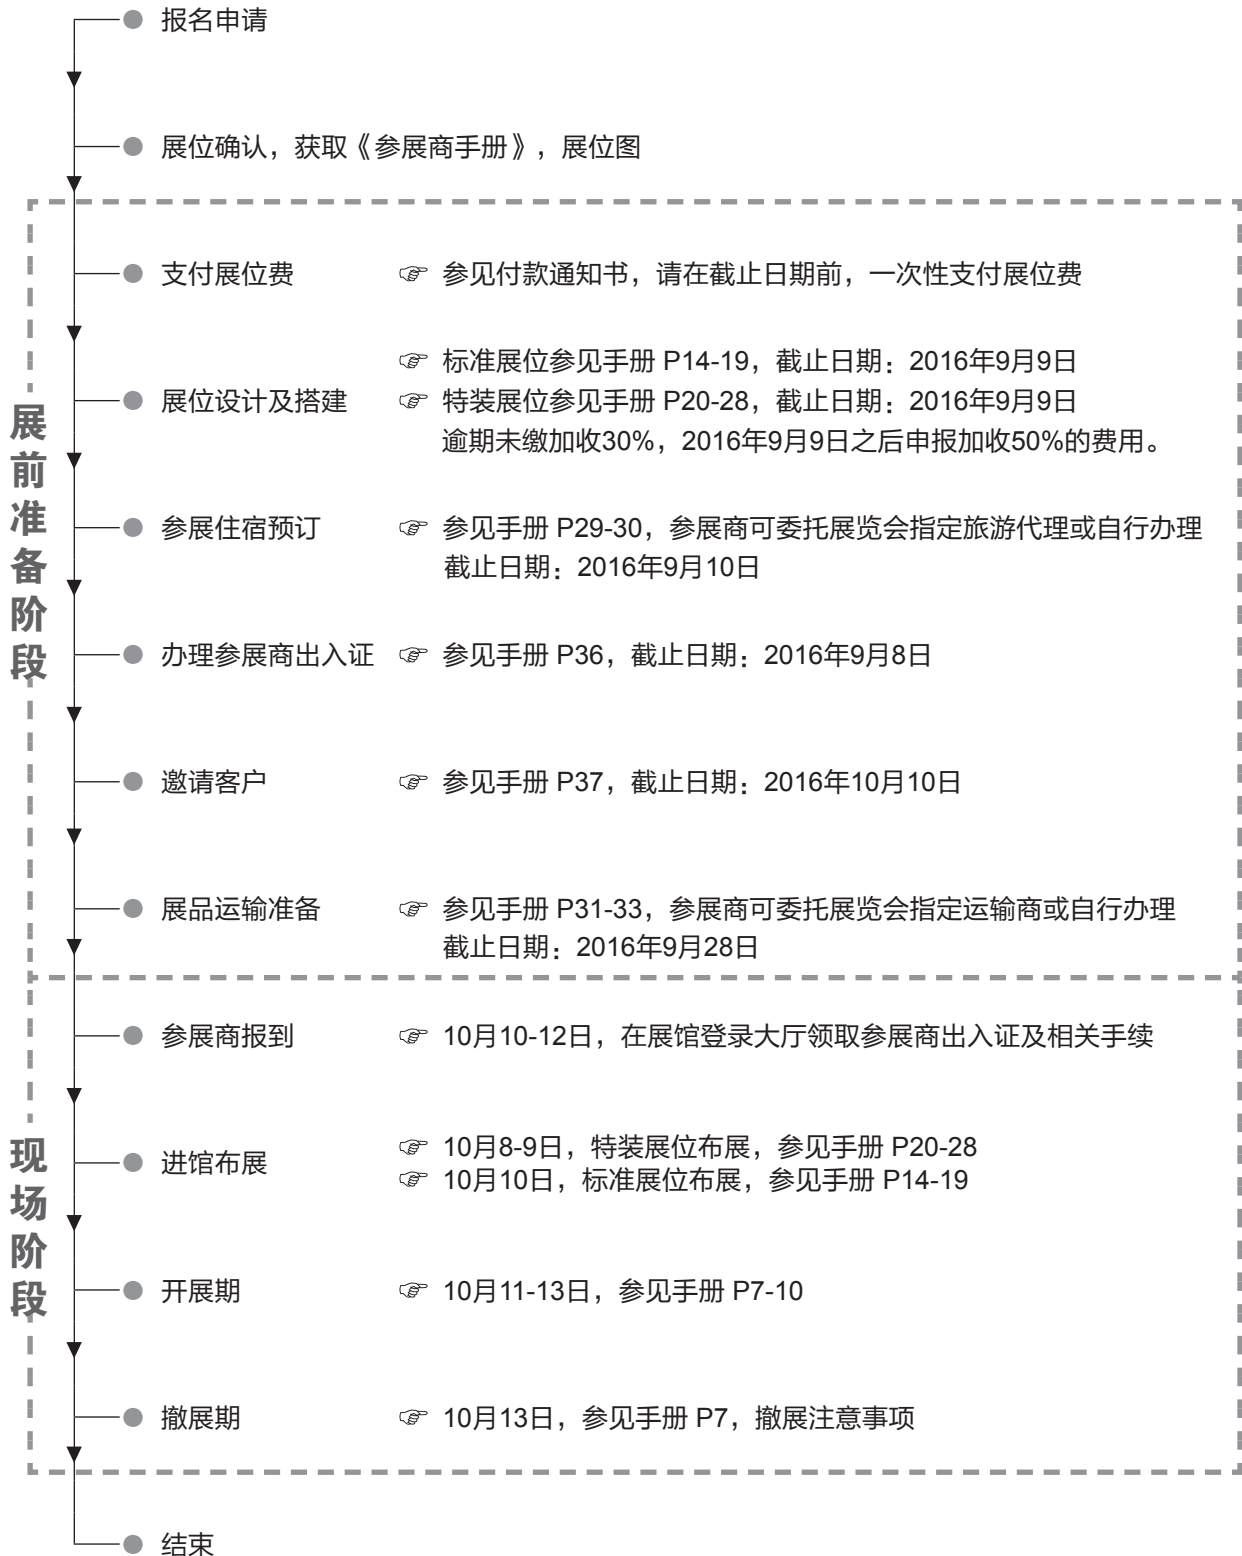 报名申请
展位确认，获取《参展商手册》，展位图
展前准备阶段
支付展位费 ☞ 参见付款通知书，请在截止日期前，一次性支付展位费
☞ 标准展位参见手册 P14-19，截止日期：2016年9月9日
展位设计及搭建 ☞ 特装展位参见手册 P20-28，截止日期：2016年9月9日
逾期未缴加收30%，2016年9月9日之后申报加收50%的费用。
参展住宿预订 ☞ 参见手册 P29-30，参展商可委托展览会指定旅游代理或自行办理
截止日期：2016年9月10日
办理参展商出入证 ☞ 参见手册 P36，截止日期：2016年9月8日
邀请客户 ☞ 参见手册 P37，截止日期：2016年10月10日
展品运输准备 ☞ 参见手册 P31-33，参展商可委托展览会指定运输商或自行办理
截止日期：2016年9月28日
现场阶段
参展商报到 ☞ 10月10-12日，在展馆登录大厅领取参展商出入证及相关手续
☞ 10月8-9日，特装展位布展，参见手册 P20-28
进馆布展
☞ 10月10日，标准展位布展，参见手册 P14-19
开展期 ☞ 10月11-13日，参见手册 P7-10
撤展期 ☞ 10月13日，参见手册 P7，撤展注意事项
结束